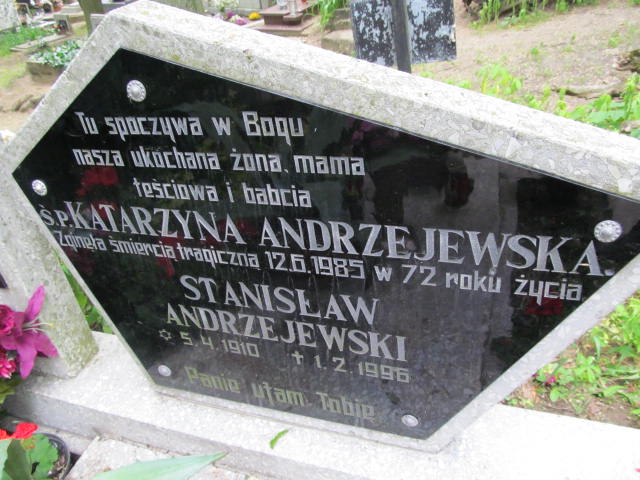 Tu spoczywa w Bogu
nasza ukochana żona, mama
teściowa i babcia
Ś.P. KATARZYNA ANDRZEJEWSKA
Zginęła śmiercią tragiczną 12.6.1985 w 72 roku życia
STANISŁAW
ANDRZEJEWSKI
✡ 5.4.1910 + 1.2.1996
Panie ufam Tobie